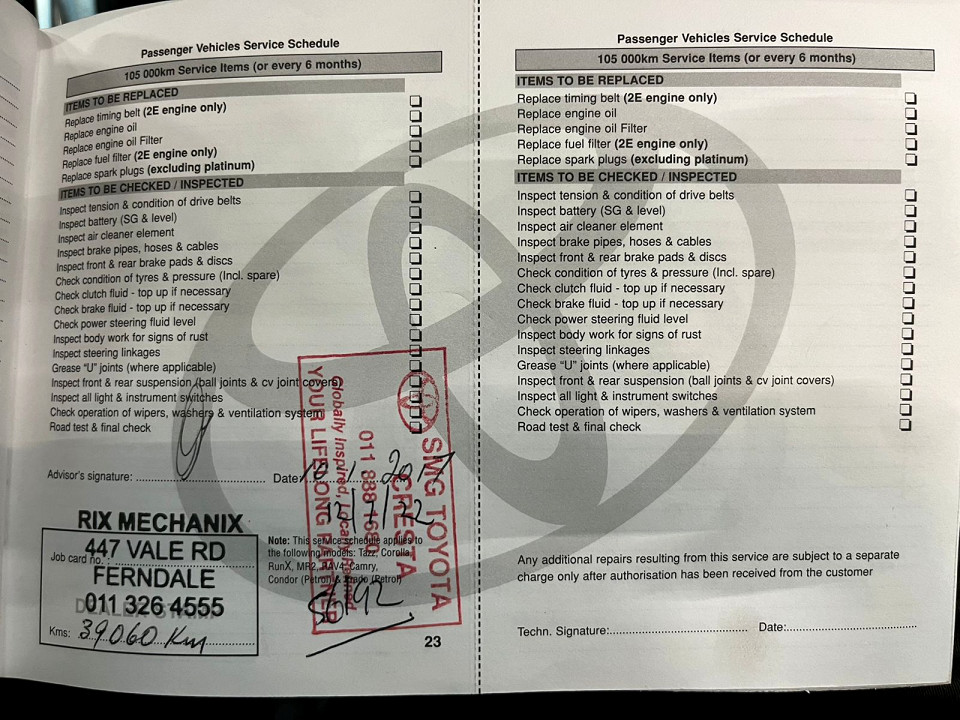 Passenger Vehicles Service Schedule
105 000km Service Items (or every 6 months)
ITEMS TO BE REPLACED
Replace timing belt (2E engine only)
Replace engine oil
Replace engine oil Filter
Replace fuel filter (2E engine only)
Replace spark plugs (excluding platinum)
ITEMS TO BE CHECKED / INSPECTED
Inspect tension & condition of drive belts
Inspect battery (SG & level)
Inspect air cleaner element
Inspect brake pipes, hoses & cables
Inspect front & rear brake pads & discs
Check condition of tyres & pressure (Incl. spare)
Check clutch fluid - top up if necessary
Check brake fluid - top up if necessary
Check power steering fluid level
Inspect body work for signs of rust
Inspect steering linkages
Grease "U" joints (where applicable)
Inspect front & rear suspension (ball joints & cv joint covers)
Inspect all light & instrument switches
Check operation of wipers, washers & ventilation system
Road test & final check
Advisor's signature: Date:
RIX MECHANIX
447 VALE RD
Job card no.:
FERNDALE
011 326 4555
DEALER STAMP
Kms: 39060 Km
Note: This service schedule applies to
the following models: Tazz, Corolla,
RunX, MR2, RAV4, Camry,
Condor (Petrol) & Prado (Petrol)
SMG TOYOTA
CRESTA
Globally Inspired, Locally
YOUR LIFELONG PARTNER
12/7/22
23
Passenger Vehicles Service Schedule
105 000km Service Items (or every 6 months)
ITEMS TO BE REPLACED
Replace timing belt (2E engine only)
Replace engine oil
Replace engine oil Filter
Replace fuel filter (2E engine only)
Replace spark plugs (excluding platinum)
ITEMS TO BE CHECKED / INSPECTED
Inspect tension & condition of drive belts
Inspect battery (SG & level)
Inspect air cleaner element
Inspect brake pipes, hoses & cables
Inspect front & rear brake pads & discs
Check condition of tyres & pressure (Incl. spare)
Check clutch fluid - top up if necessary
Check brake fluid - top up if necessary
Check power steering fluid level
Inspect body work for signs of rust
Inspect steering linkages
Grease "U" joints (where applicable)
Inspect front & rear suspension (ball joints & cv joint covers)
Inspect all light & instrument switches
Check operation of wipers, washers & ventilation system
Road test & final check
Any additional repairs resulting from this service are subject to a separate
charge only after authorisation has been received from the customer
Techn. Signature: Date: